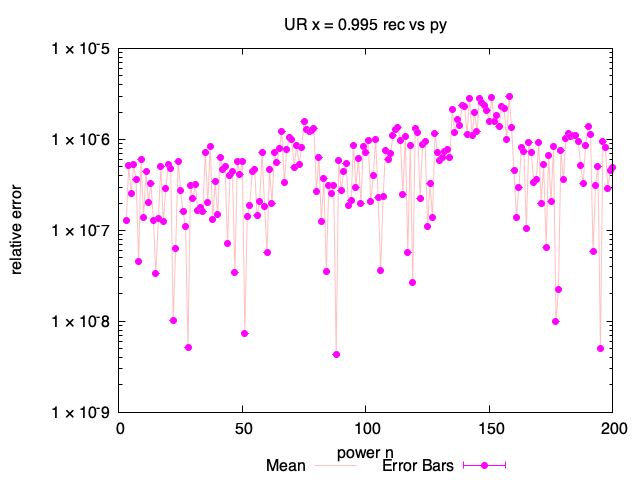 UR x = 0.995 rec vs py
relative error
1 × 10^-5
1 × 10^-6
1 × 10^-7
1 × 10^-8
1 × 10^-9
0 50 100 150 200
power n
Mean Error Bars